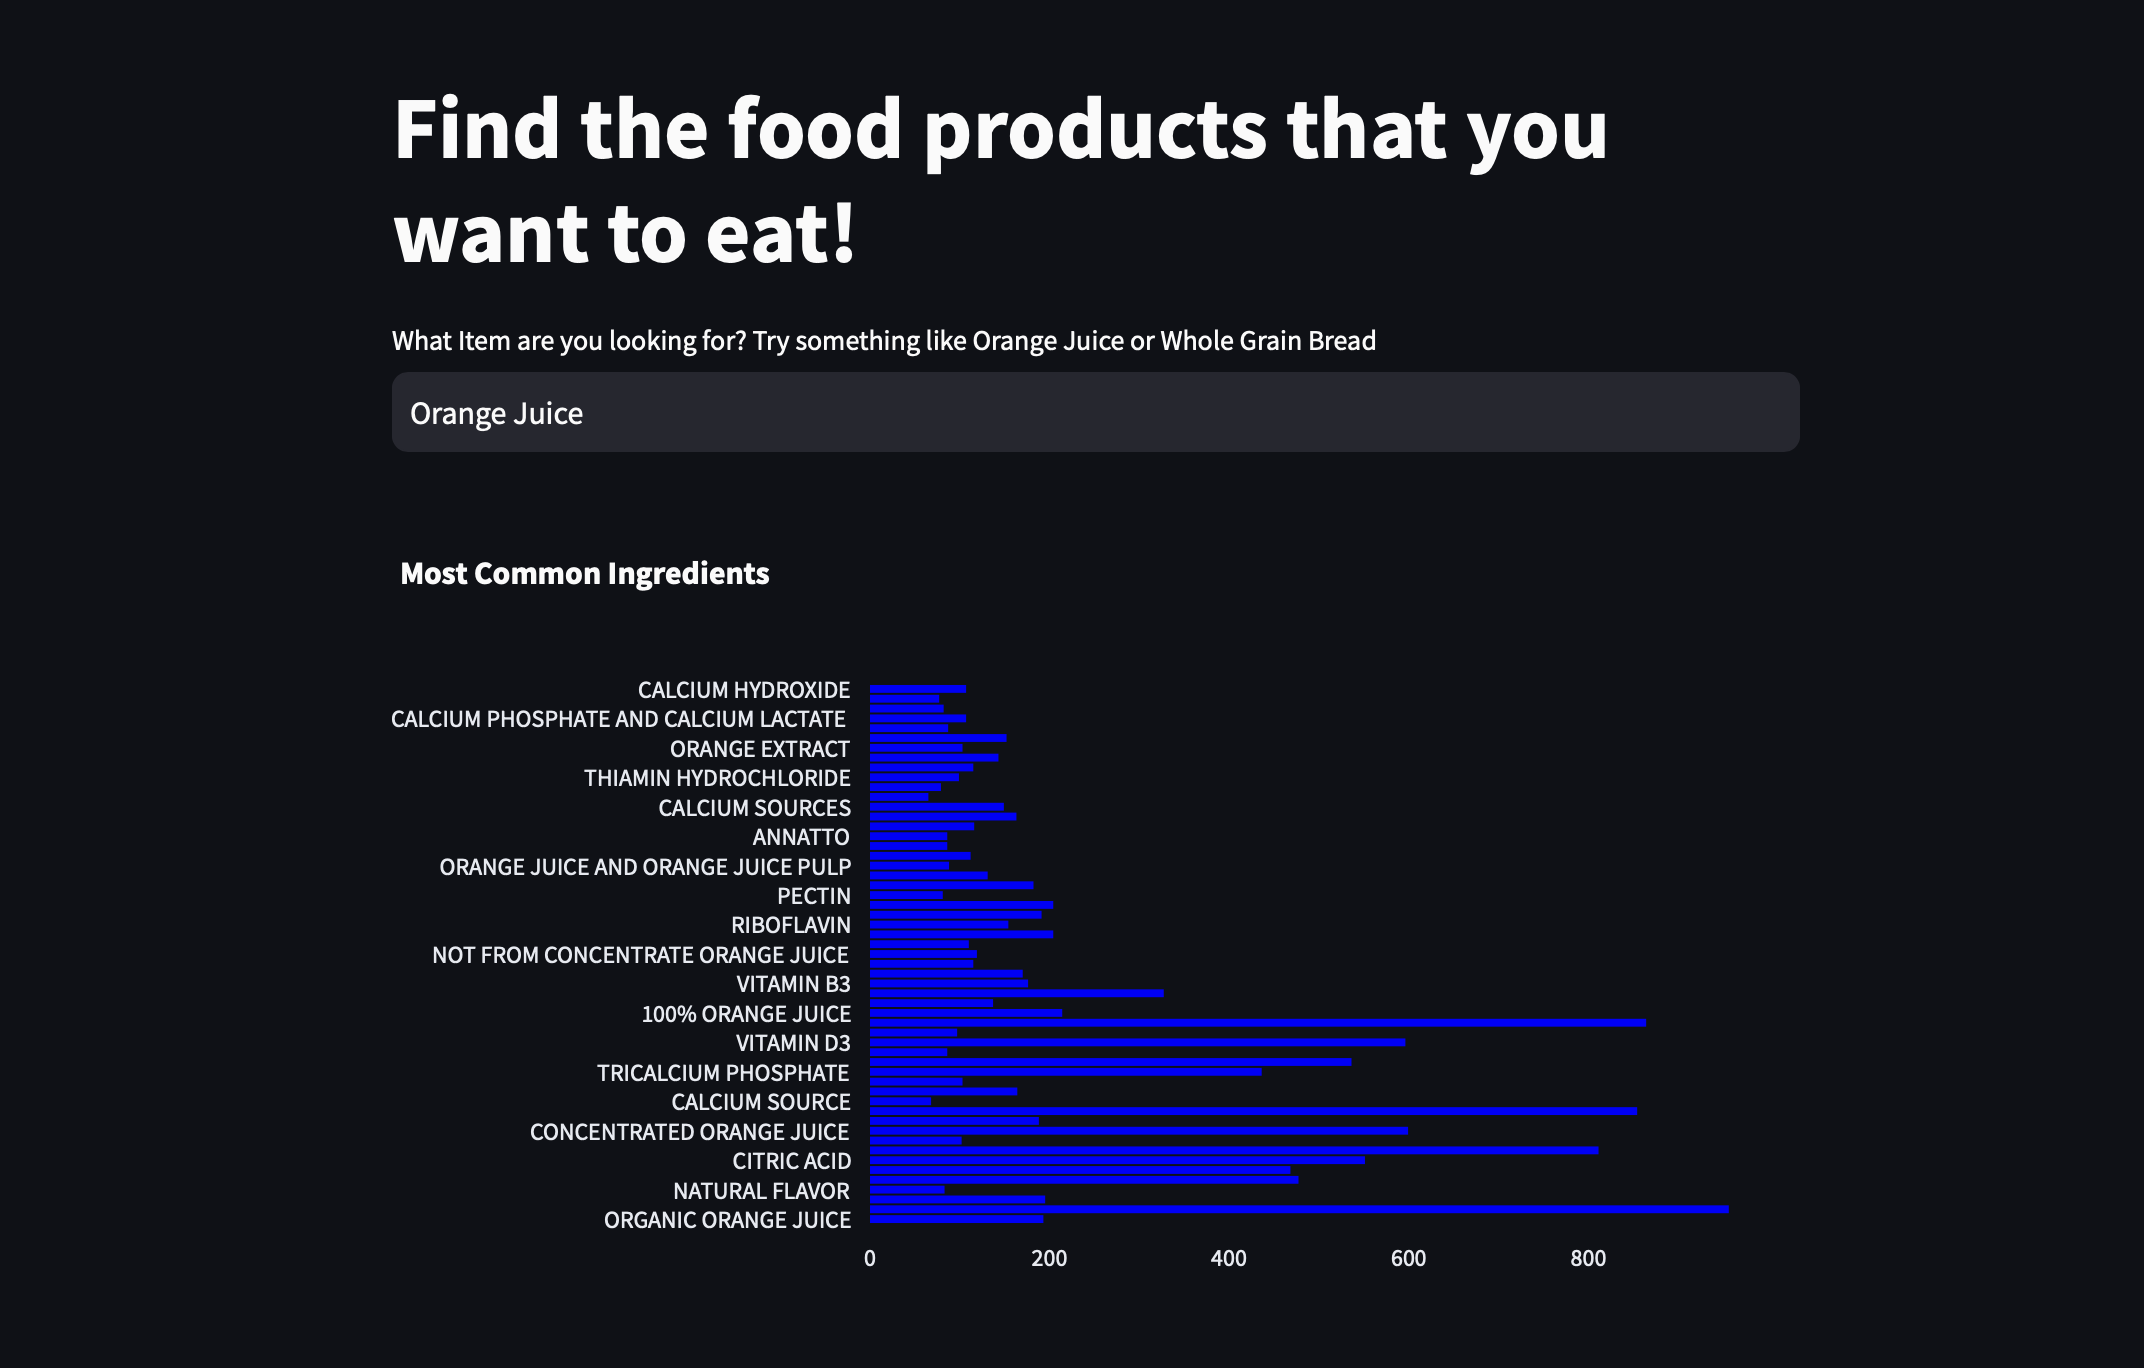 Find the food products that you
want to eat!
What Item are you looking for? Try something like Orange Juice or Whole Grain Bread
Orange Juice
Most Common Ingredients
CALCIUM HYDROXIDE
CALCIUM PHOSPHATE AND CALCIUM LACTATE
ORANGE EXTRACT
THIAMIN HYDROCHLORIDE
CALCIUM SOURCES
ANNATTO
ORANGE JUICE AND ORANGE JUICE PULP
PECTIN
RIBOFLAVIN
NOT FROM CONCENTRATE ORANGE JUICE
VITAMIN B3
100% ORANGE JUICE
VITAMIN D3
TRICALCIUM PHOSPHATE
CALCIUM SOURCE
CONCENTRATED ORANGE JUICE
CITRIC ACID
NATURAL FLAVOR
ORGANIC ORANGE JUICE
0 200 400 600 800